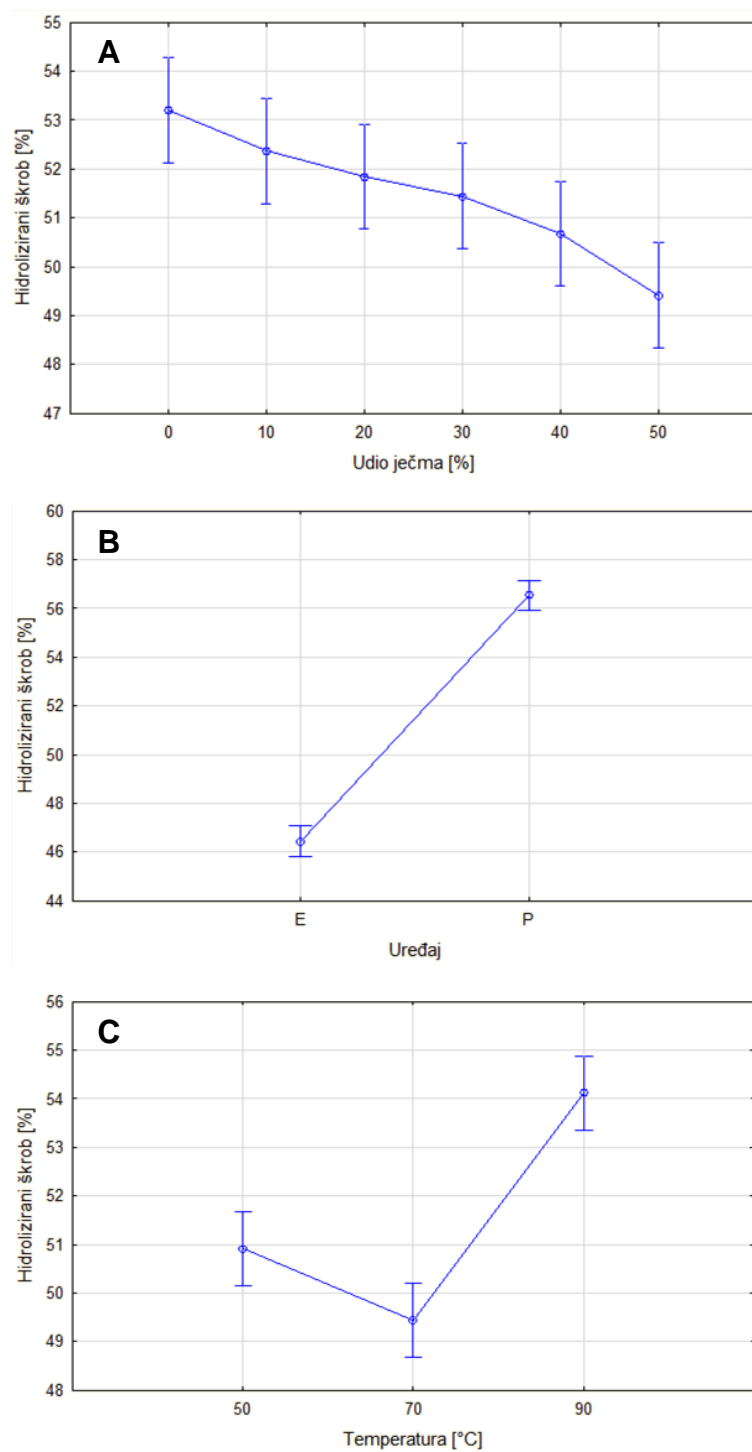 A
55
54
53
52
51
50
49
48
47
Hidrolizirani škrob [%]
0 10 20 30 40 50
Udio ječma [%]
B
60
58
56
54
52
50
48
46
44
Hidrolizirani škrob [%]
E P
Uređaj
C
56
55
54
53
52
51
50
49
48
Hidrolizirani škrob [%]
50 70 90
Temperatura [°C]